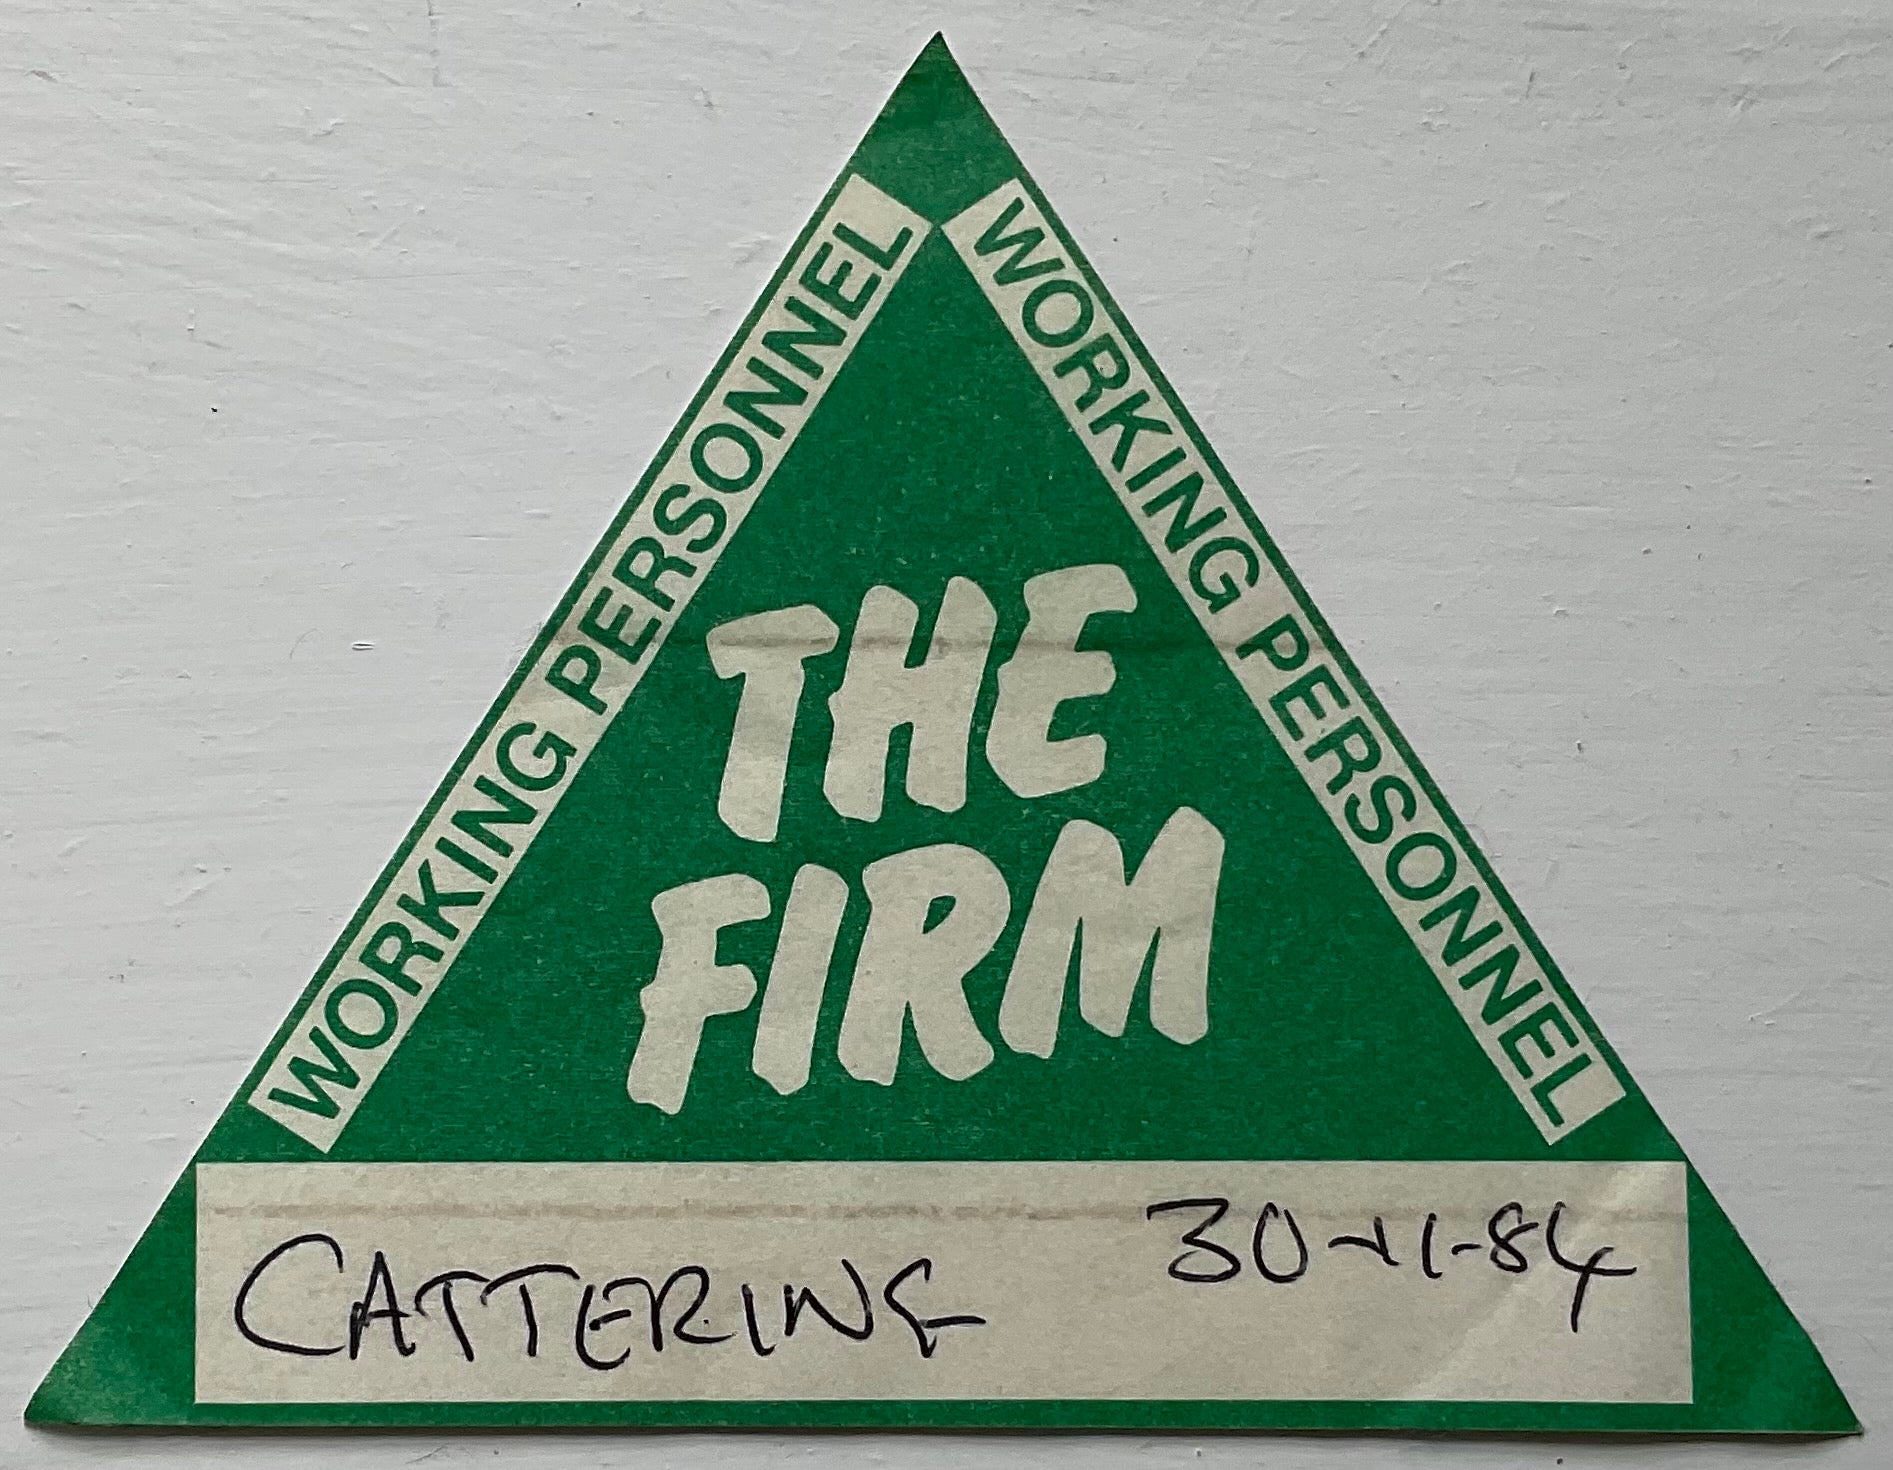 WORKING PERSONNEL
WORKING PERSONNEL
THE
FIRM
CATTERING 30-11-84